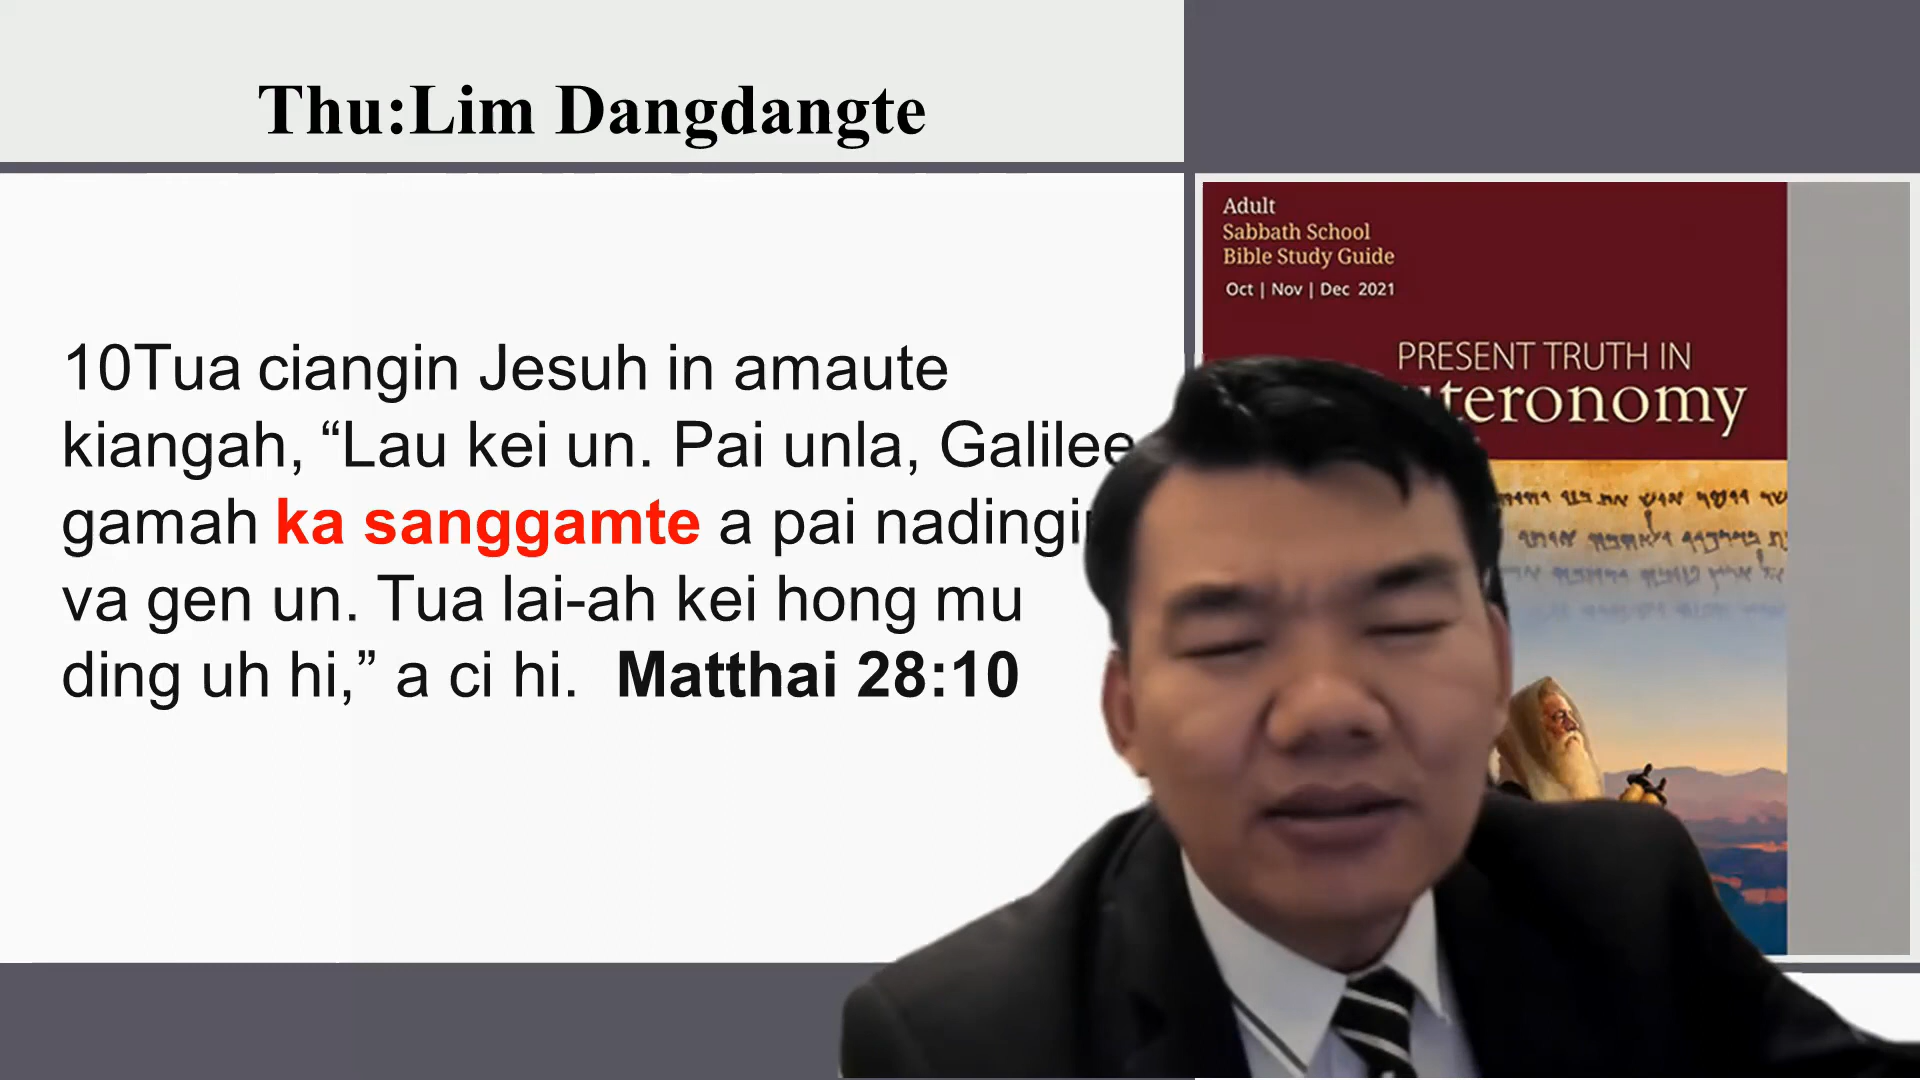 Thu:Lim Dangdangte
10Tua ciangin Jesuh in amaute
kiangah, “Lau kei un. Pai unla, Galilee
gamah ka sanggamte a pai
va gen un. Tua lai-ah kei hong mu
ding uh hi,” a ci hi. Matthai 28:10
Adult
Sabbath School
Bible Study Guide
Oct | Nov | Dec 2021
PRESENT TRUTH IN